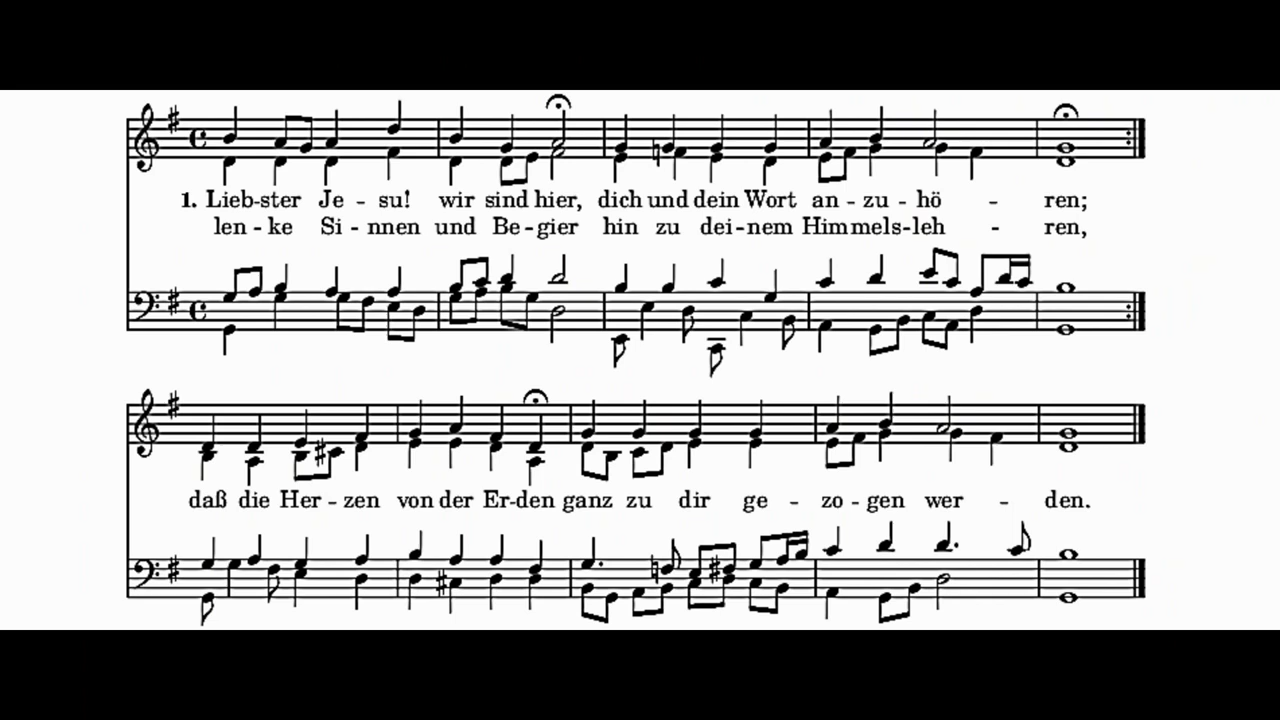 1. Lieb-ster Je - su! wir sind hier, dich und dein Wort an - zu - hö - ren;
len - ke Si - nnen und Be - gier hin zu dei - nem Himmels-leh - ren,
daß die Her - zen von der Er-den ganz zu dir ge - zo - gen wer - den.